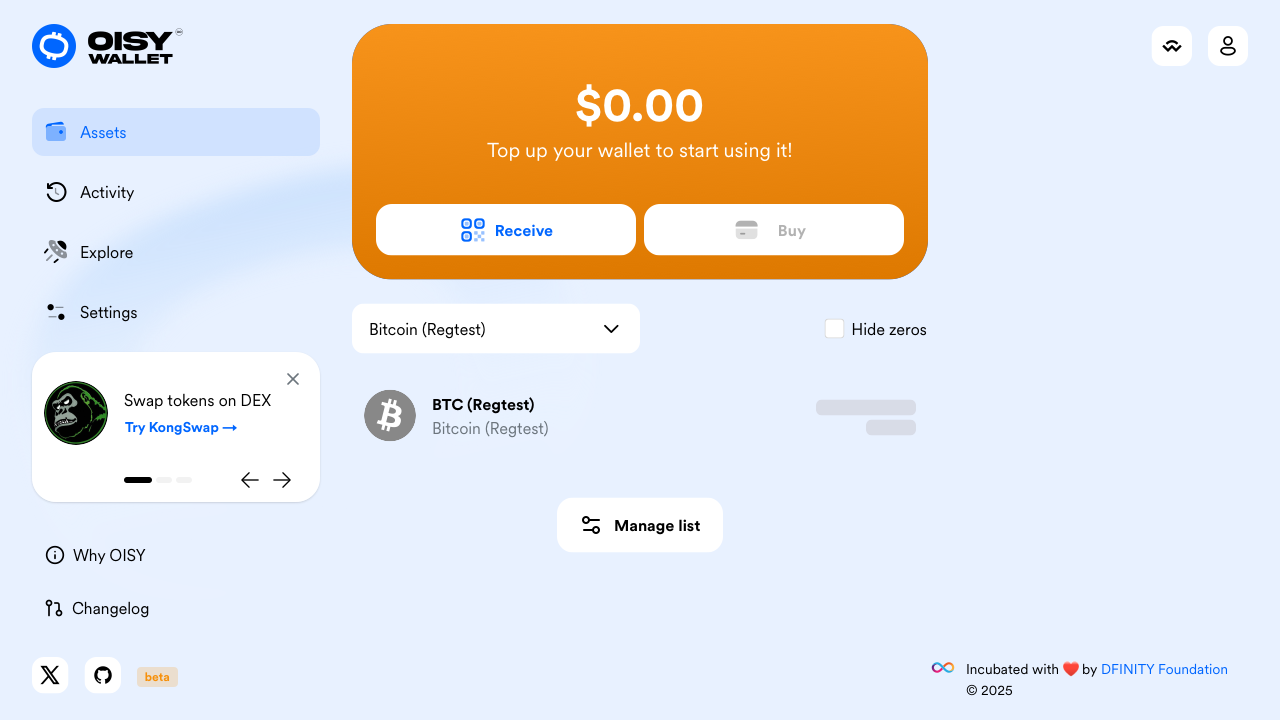 OISY
WALLET
Assets
Activity
Explore
Settings
Swap tokens on DEX
Try KongSwap →
Why OISY
Changelog
beta
$0.00
Top up your wallet to start using it!
Receive
Buy
Bitcoin (Regtest)
Hide zeros
BTC (Regtest)
Bitcoin (Regtest)
Manage list
Incubated with ❤️ by DFINITY Foundation
© 2025